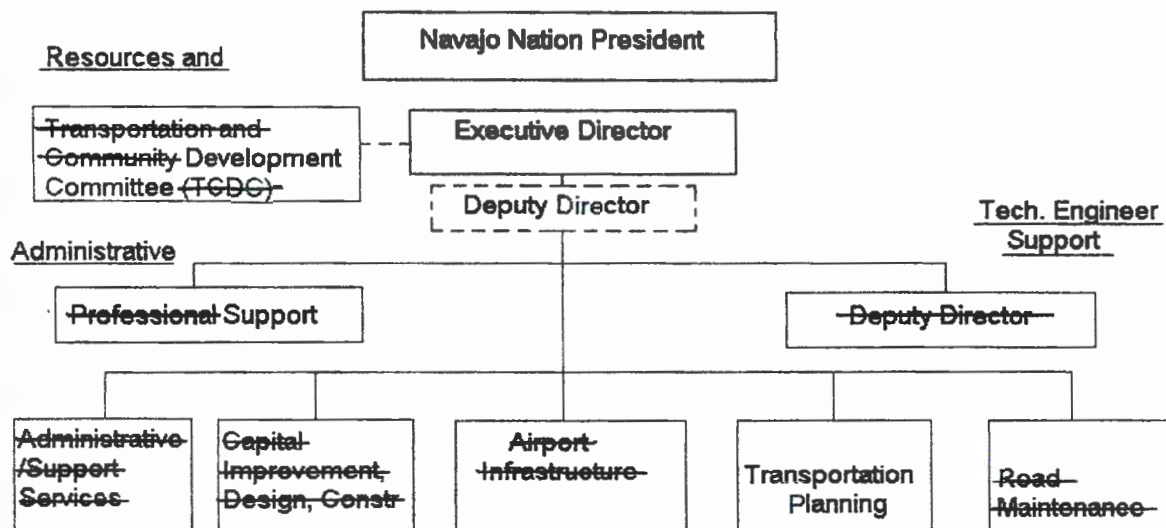 Navajo Nation President
Resources and
Transportation and
Community Development
Committee (TCDC)
Executive Director
Deputy Director
Tech. Engineer
Support
Administrative
Professional Support
Deputy Director
Administrative
/Support
Services
Capital
Improvement,
Design, Constr
Airport
Infrastructure
Transportation
Planning
Road
Maintenance